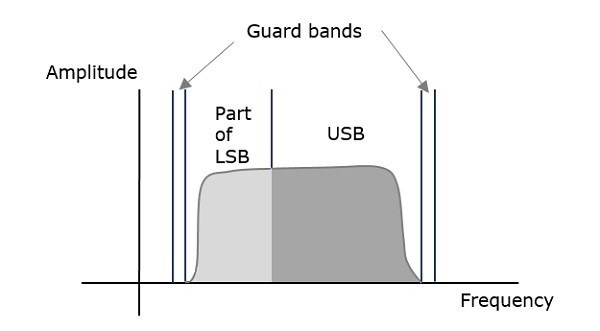 Guard bands
Amplitude
Part
of
LSB
USB
Frequency